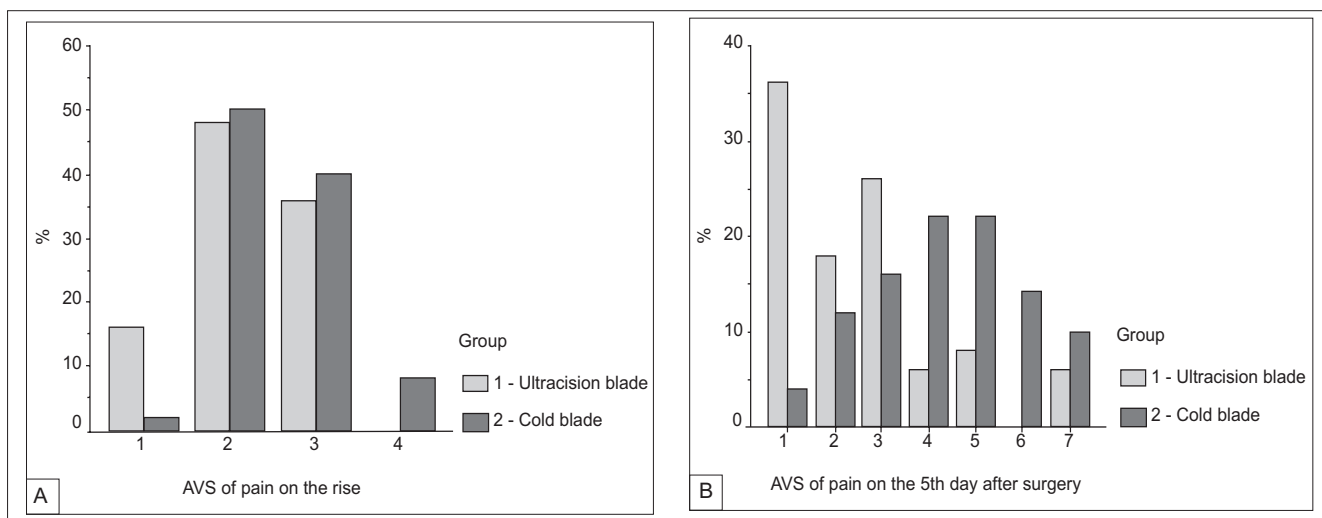 60
50
40
30
20
10
0
%
1 2 3 4
AVS of pain on the rise
Group
1 - Ultracision blade
2 - Cold blade
A
40
30
20
10
0
%
1 2 3 4 5 6 7
AVS of pain on the 5th day after surgery
Group
1 - Ultracision blade
2 - Cold blade
B